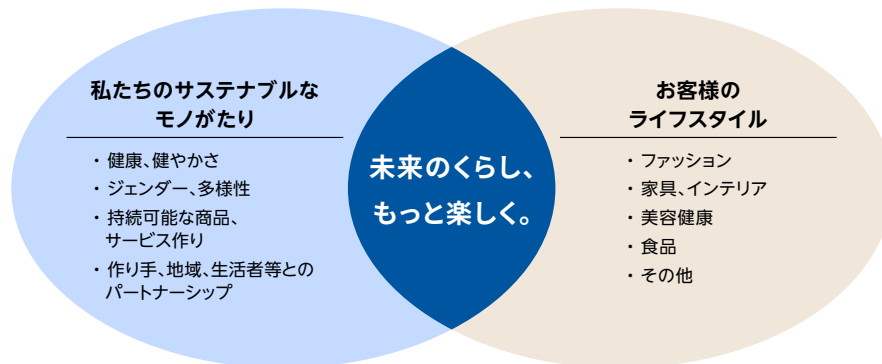 私たちのサステナブルな
モノがたり
・健康、健やかさ
・ジェンダー、多様性
・持続可能な商品、
サービス作り
・作り手、地域、生活者等との
パートナーシップ
未来のくらし、
もっと楽しく。
お客様の
ライフスタイル
・ファッション
・家具、インテリア
・美容健康
・食品
・その他